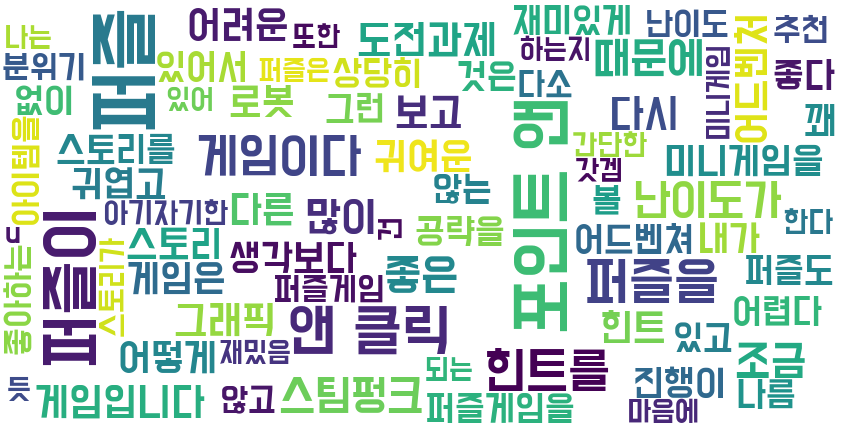 나는
퍼즐
어려운
또한
도전과제
재미있게
난이도
추천
분위기
있어서
퍼즐은
상당히
것은
하는지
때문에
미니게임
어드벤처
좋다
없이
있어
로봇
그런
보고
다소
다시
꽤
아이템을
스토리를
게임이다
귀여운
포인트 앤
간단한
미니게임을
귀엽고
않는
갓겜
볼
난이도가
아기자기한
다른
많이
건
공략을
한다
ㄷ
퍼즐이
스토리
생각보다
어드벤쳐
내가
좋아하는
스토리가
게임은
퍼즐게임
좋은
퍼즐을
퍼즐도
그래픽
앤 클릭
힌트
어렵다
어떻게
재밌음
힌트를
있고
조금
듯
게임입니다
않고
스팀펑크
되는
퍼즐게임을
진행이
마음에
나름